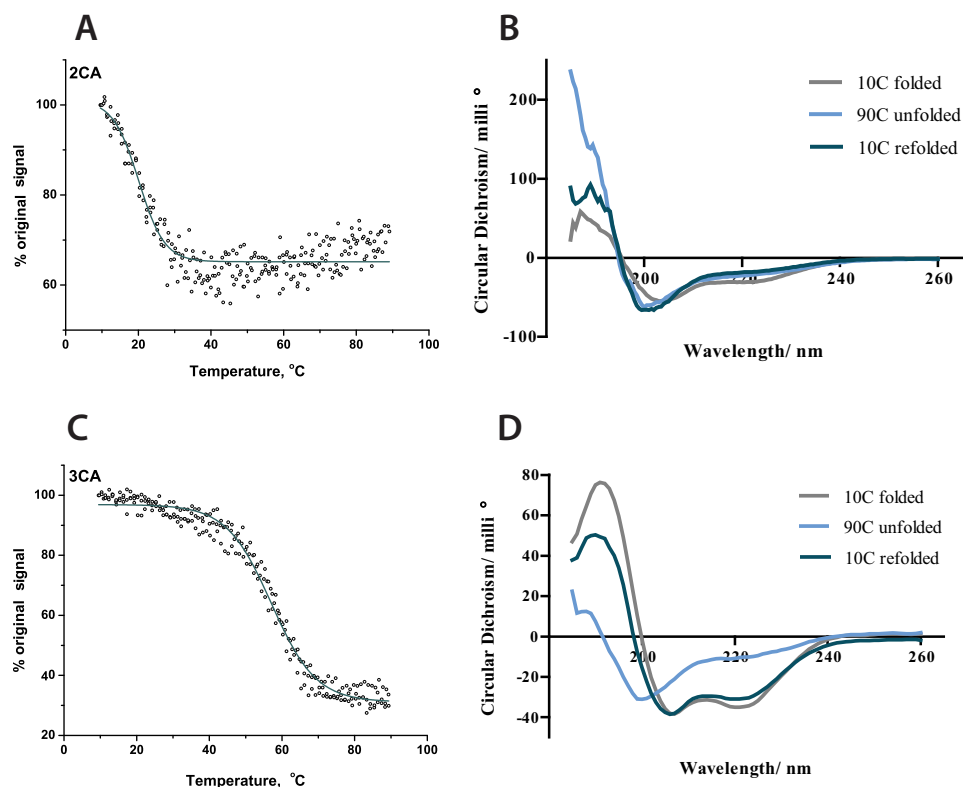 A
2CA
% original signal
100
80
60
0
20
40
60
80
100
Temperature, °C
B
10C folded
90C unfolded
10C refolded
Circular Dichroism/ milli °
200
100
0
-100
200
220
240
260
Wavelength/ nm
C
3CA
% original signal
100
80
60
40
20
0
20
40
60
80
100
Temperature, °C
D
10C folded
90C unfolded
10C refolded
Circular Dichroism/ milli °
80
60
40
20
0
-20
-40
200
220
240
260
Wavelength/ nm